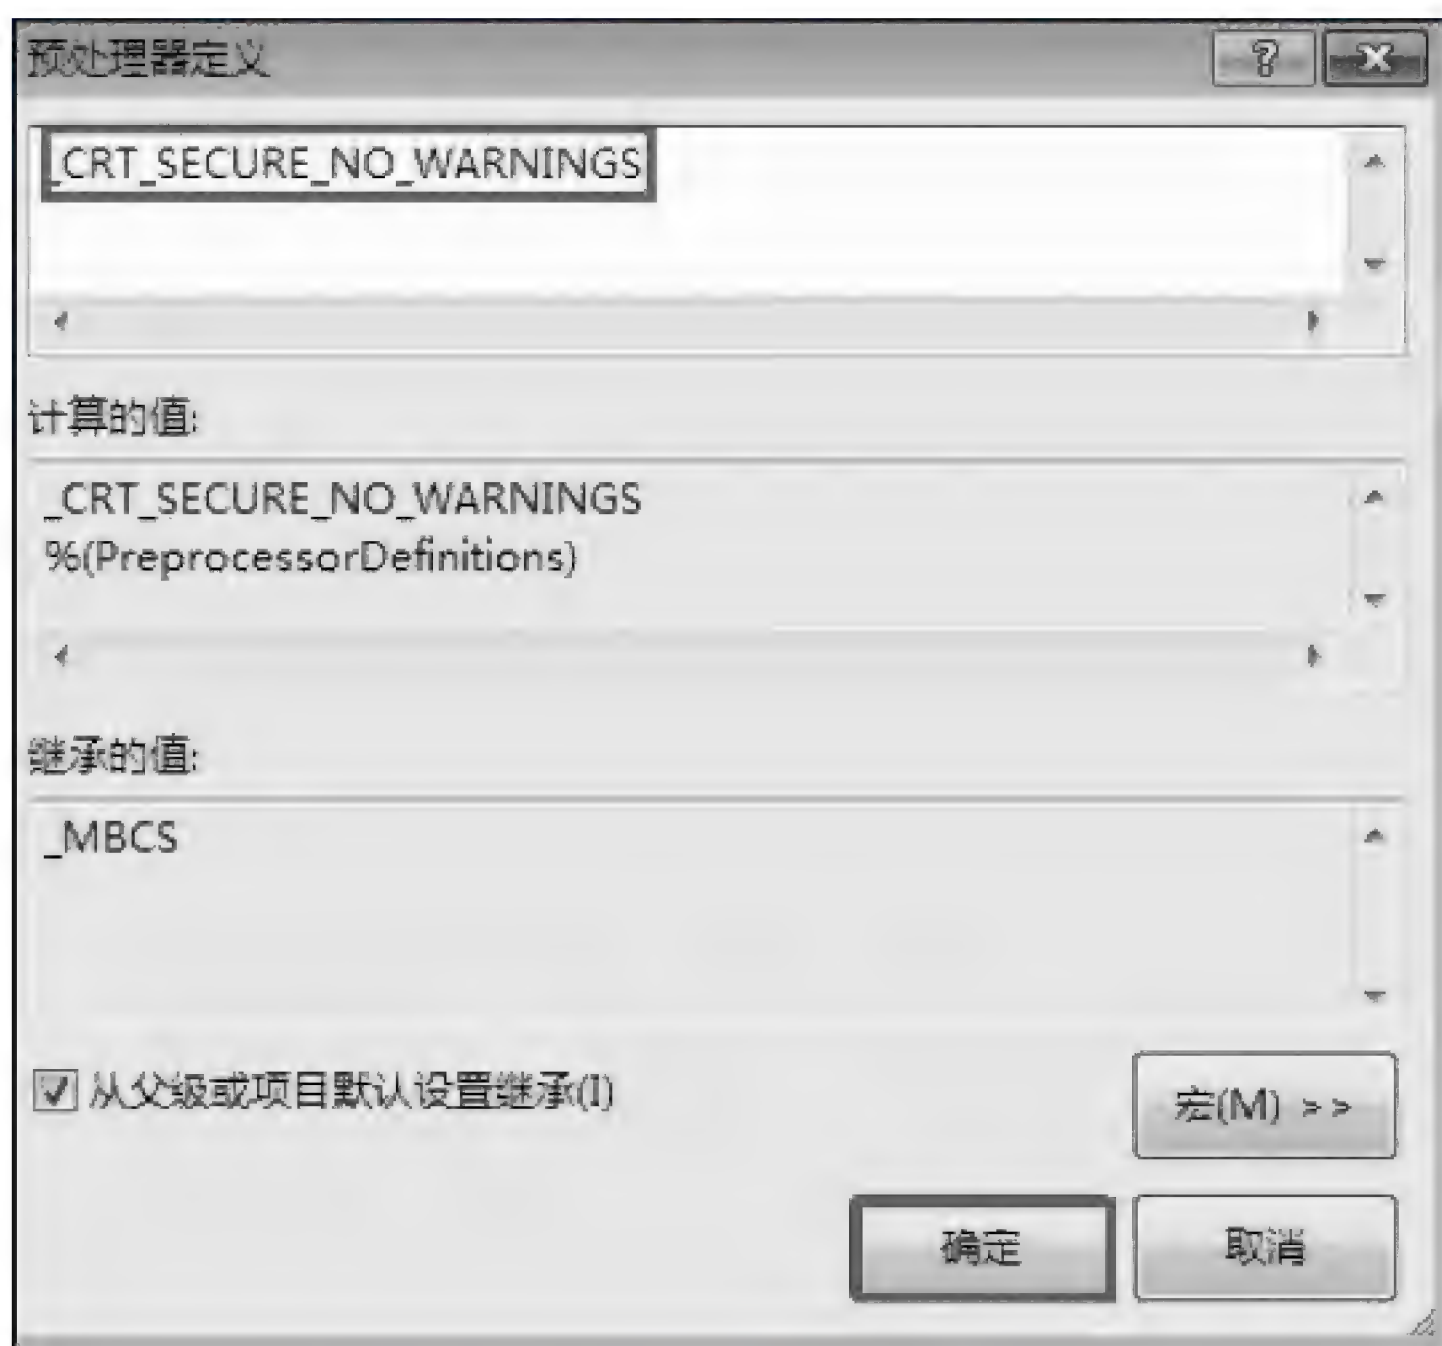 预处理器定义
_CRT_SECURE_NO_WARNINGS
计算的值:
_CRT_SECURE_NO_WARNINGS
%(PreprocessorDefinitions)
继承的值:
_MBCS
从父级或项目默认设置继承(I)
宏(M) >>
确定
取消